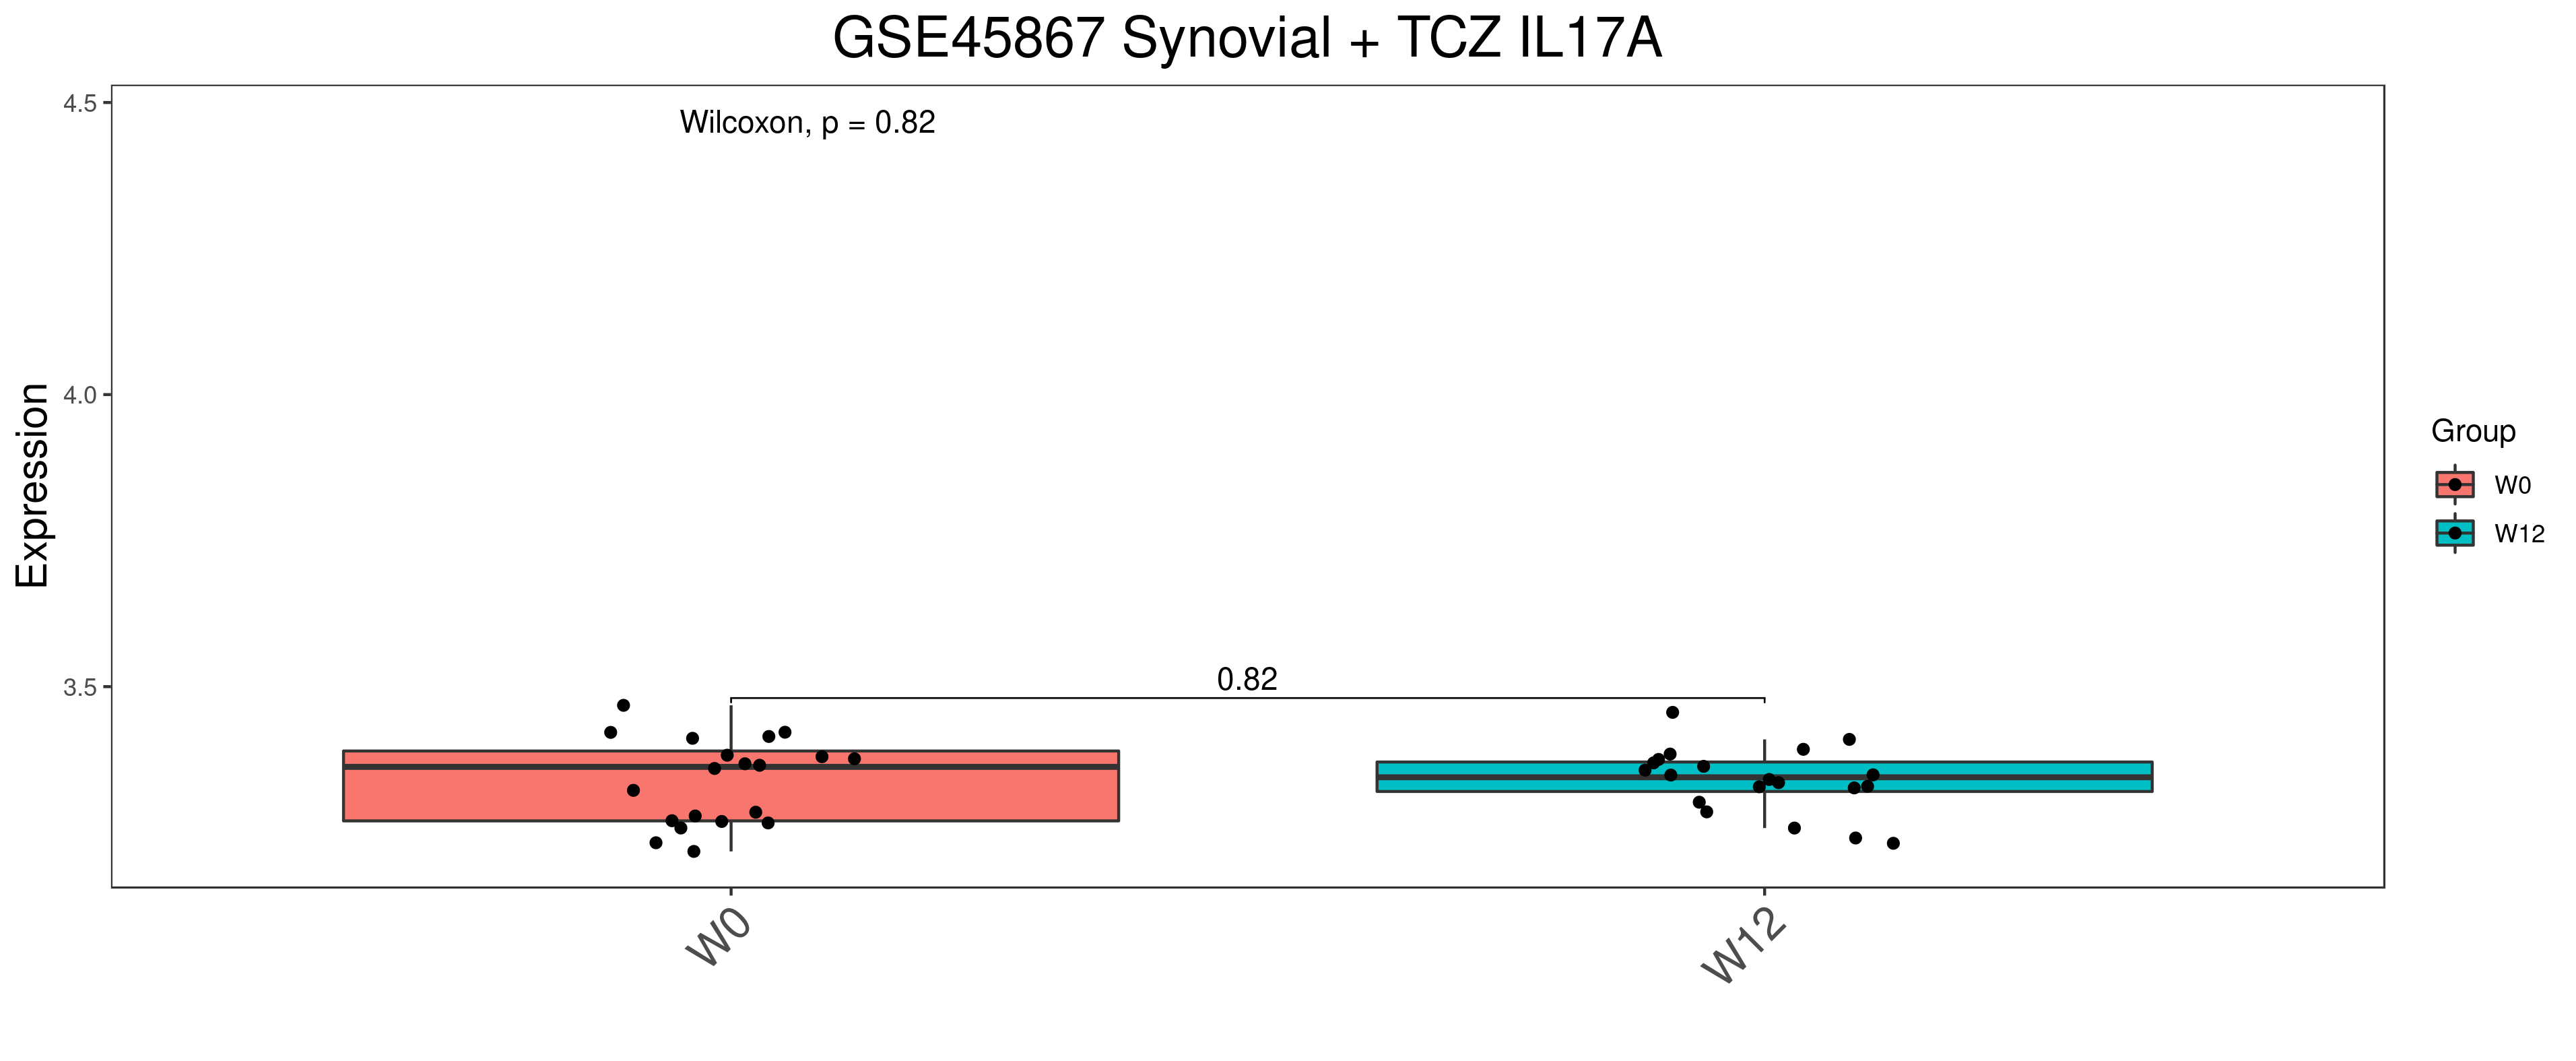 GSE45867 Synovial + TCZ IL17A
Wilcoxon, p = 0.82
4.5
4.0
3.5
Expression
0.82
W0
W12
Group
W0
W12